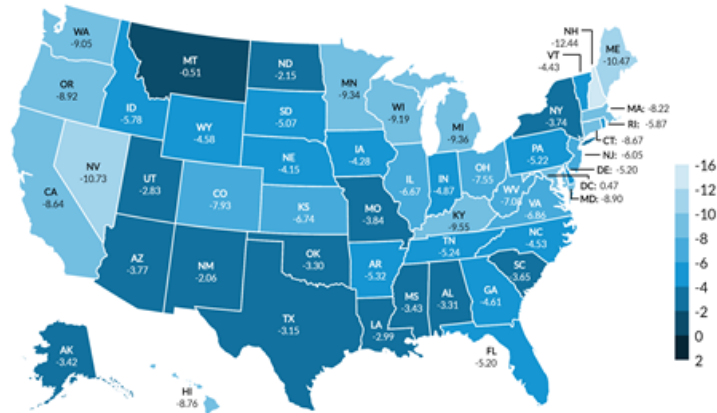 WA
-9.05
OR
-8.92
CA
-8.64
NV
-10.73
ID
-5.78
MT
-0.51
WY
-4.58
UT
-2.83
AZ
-3.77
CO
-7.93
NM
-2.06
ND
-2.15
SD
-5.07
NE
-4.15
KS
-6.74
OK
-3.30
TX
-3.15
MN
-9.34
IA
-4.28
MO
-3.84
AR
-5.32
LA
-2.99
WI
-9.19
IL
-6.67
MI
-9.36
IN
-4.87
OH
-7.55
KY
-9.55
TN
-5.24
MS
-3.43
AL
-3.31
GA
-4.61
FL
-5.20
SC
-3.65
NC
-4.53
VA
-6.86
WV
PA
-5.22
NY
-3.74
VT
-4.43
NH
-12.44
ME
-10.47
MA: -8.22
RI: -5.87
CT: -8.67
NJ: -6.05
DE: -5.20
DC: 0.47
MD: -8.90
AK
-3.42
HI
-8.76
-16
-12
-10
-8
-6
-4
-2
0
2